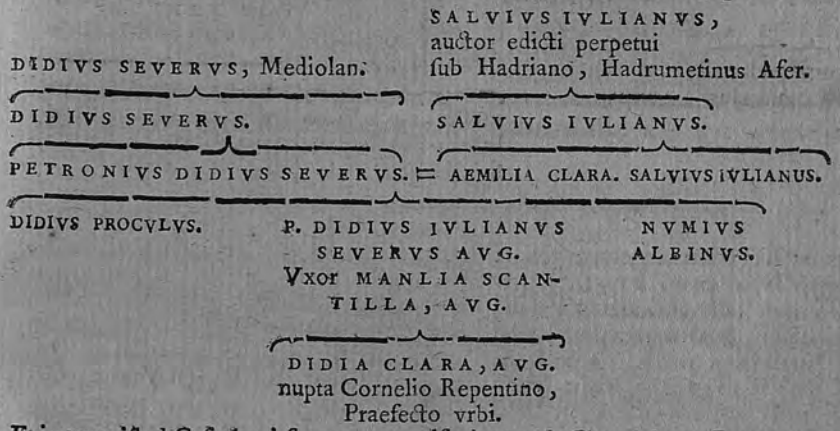 SALVIVS IVLIANVS,
auctor edicti perpetui
DIDIVS SEVERVS, Mediolan.
ſub Hadriano, Hadrumetinus Afer.
DIDIVS SEVERVS.
SALVIVS IVLIANVS.
PETRONIVS DIDIVS SEVERVS. = AEMILIA CLARA. SALVIVS IVLIANUS.
DIDIVS PROCVLVS.
P. DIDIVS IVLIANVS
SEVERVS AVG.
Vxor MANLIA SCAN-
TILLA, AVG.
NVMIVS
ALBINVS.
DIDIA CLARA, AVG.
nupta Cornelio Repentino,
Praefecto vrbi.